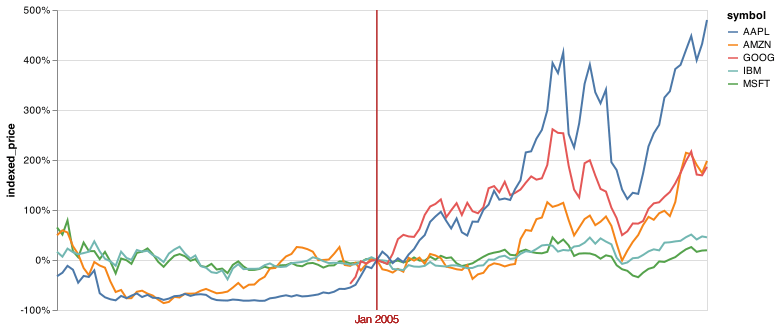 symbol
AAPL
AMZN
GOOG
IBM
MSFT
indexed_price
500%
400%
300%
200%
100%
0%
-100%
Jan 2005